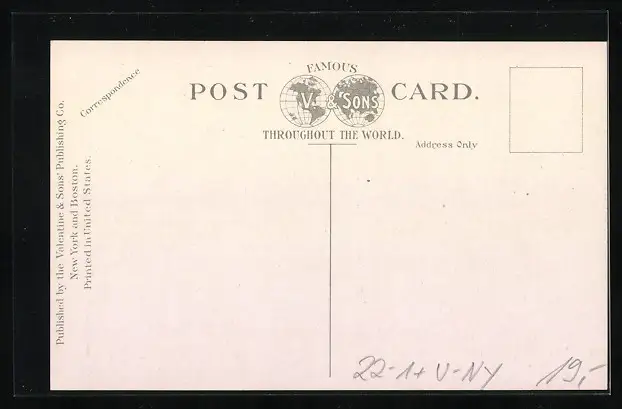 FAMOUS
POST CARD.
V. & SONS
THROUGHOUT THE WORLD.
Correspondence
Address Only
Published by the Valentine & Sons' Publishing Co.
New York and Boston.
Printed in United States.
22-1+ V-NY
19,-